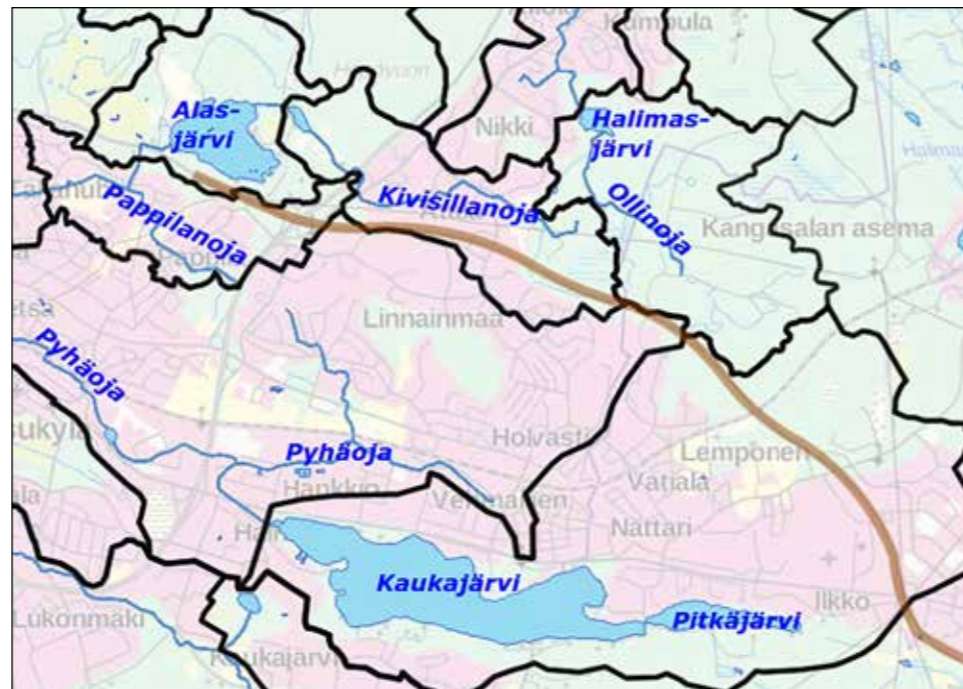 Kumpula
Alas-
järvi
Nikki
Halimas-
järvi
Kivisillanoja
Ollinoja
Pappilanoja
Kangasalan asema
Linnainmaa
Pyhäoja
Holvasti
Pyhäoja
Lemponen
Hankkio
Vatiala
Vehmainen
Nattari
Kaukajärvi
Ilkko
Pitkäjärvi
Lukonmäki
Kaukajärvi